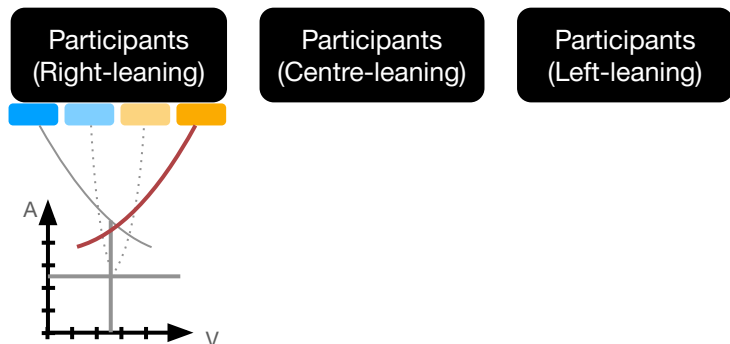 Participants
(Right-leaning)
Participants
(Centre-leaning)
Participants
(Left-leaning)
A
V